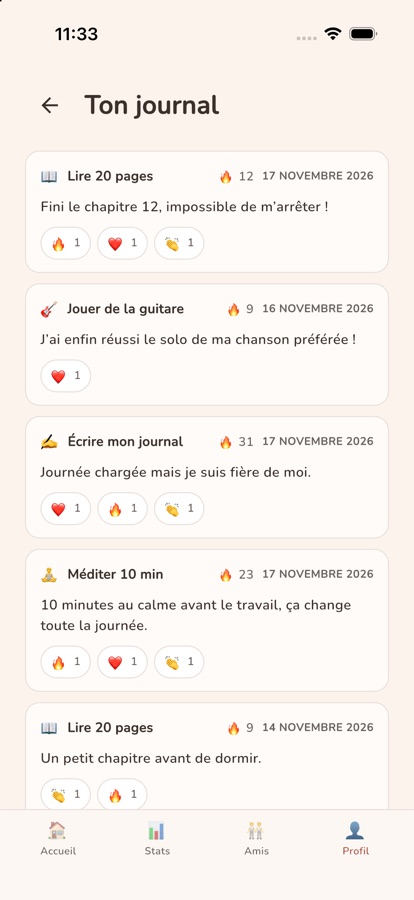 11:33
← Ton journal
📖 Lire 20 pages 🔥 12 17 NOVEMBRE 2026
Fini le chapitre 12, impossible de m’arrêter !
🔥 1 ❤️ 1 👏 1
🎸 Jouer de la guitare 🔥 9 16 NOVEMBRE 2026
J’ai enfin réussi le solo de ma chanson préférée !
❤️ 1
✍️ Écrire mon journal 🔥 31 17 NOVEMBRE 2026
Journée chargée mais je suis fière de moi.
❤️ 1 🔥 1 👏 1
🧘 Méditer 10 min 🔥 23 17 NOVEMBRE 2026
10 minutes au calme avant le travail, ça change
toute la journée.
🔥 1 ❤️ 1 👏 1
📖 Lire 20 pages 🔥 9 14 NOVEMBRE 2026
Un petit chapitre avant de dormir.
👏 1 🔥 1
Accueil Stats Amis Profil